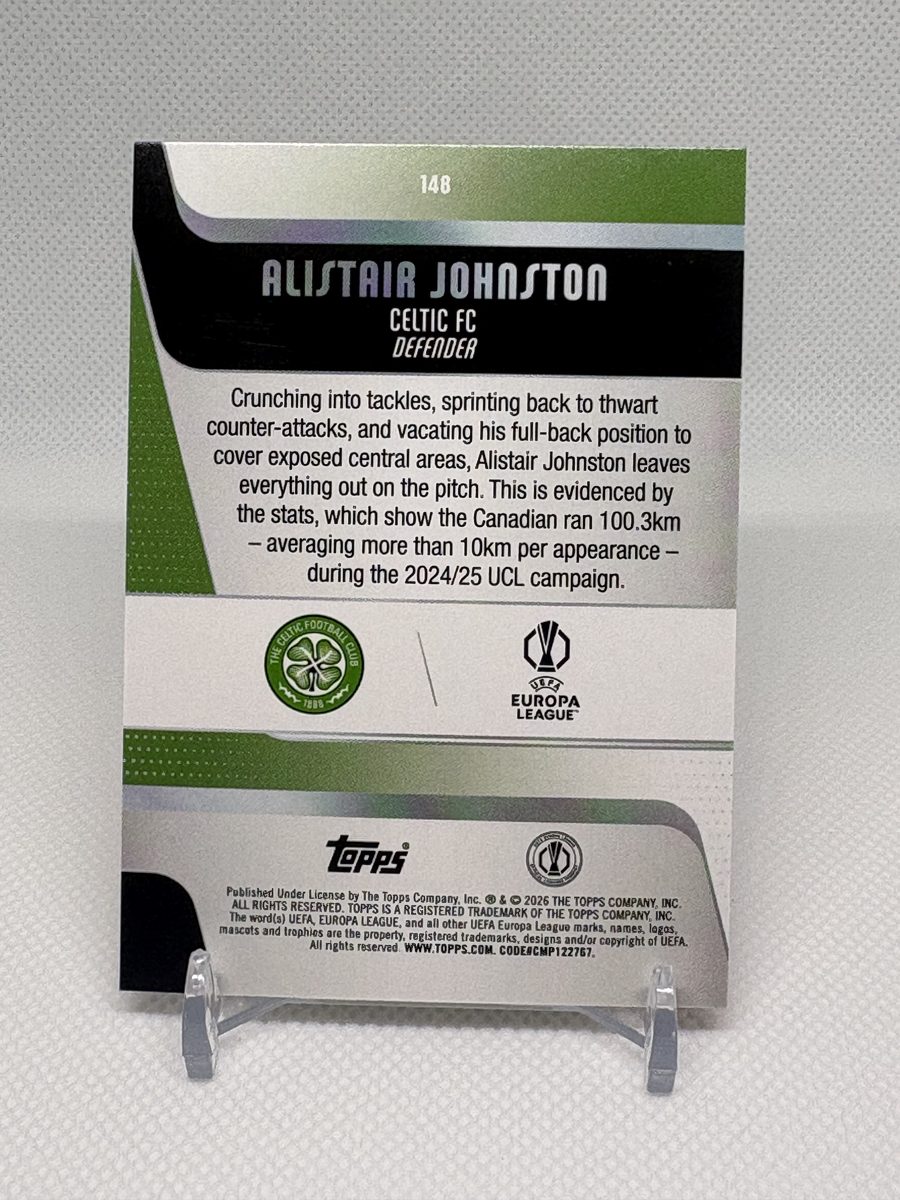 148
ALISTAIR JOHNSTON
CELTIC FC
DEFENDER
Crunching into tackles, sprinting back to thwart
counter-attacks, and vacating his full-back position to
cover exposed central areas, Alistair Johnston leaves
everything out on the pitch. This is evidenced by
the stats, which show the Canadian ran 100.3km
– averaging more than 10km per appearance –
during the 2024/25 UCL campaign.
THE CELTIC FOOTBALL CLUB
1888
UEFA
EUROPA
LEAGUE™
Topps®
Published Under License by The Topps Company, Inc. ® & © 2026 THE TOPPS COMPANY, INC.
ALL RIGHTS RESERVED. TOPPS IS A REGISTERED TRADEMARK OF THE TOPPS COMPANY, INC.
The word(s) UEFA, EUROPA LEAGUE, and all other UEFA Europa League marks, names, logos,
mascots and trophies are the property, registered trademarks, designs and/or copyright of UEFA.
All rights reserved. WWW.TOPPS.COM. CODE#CMP122767.